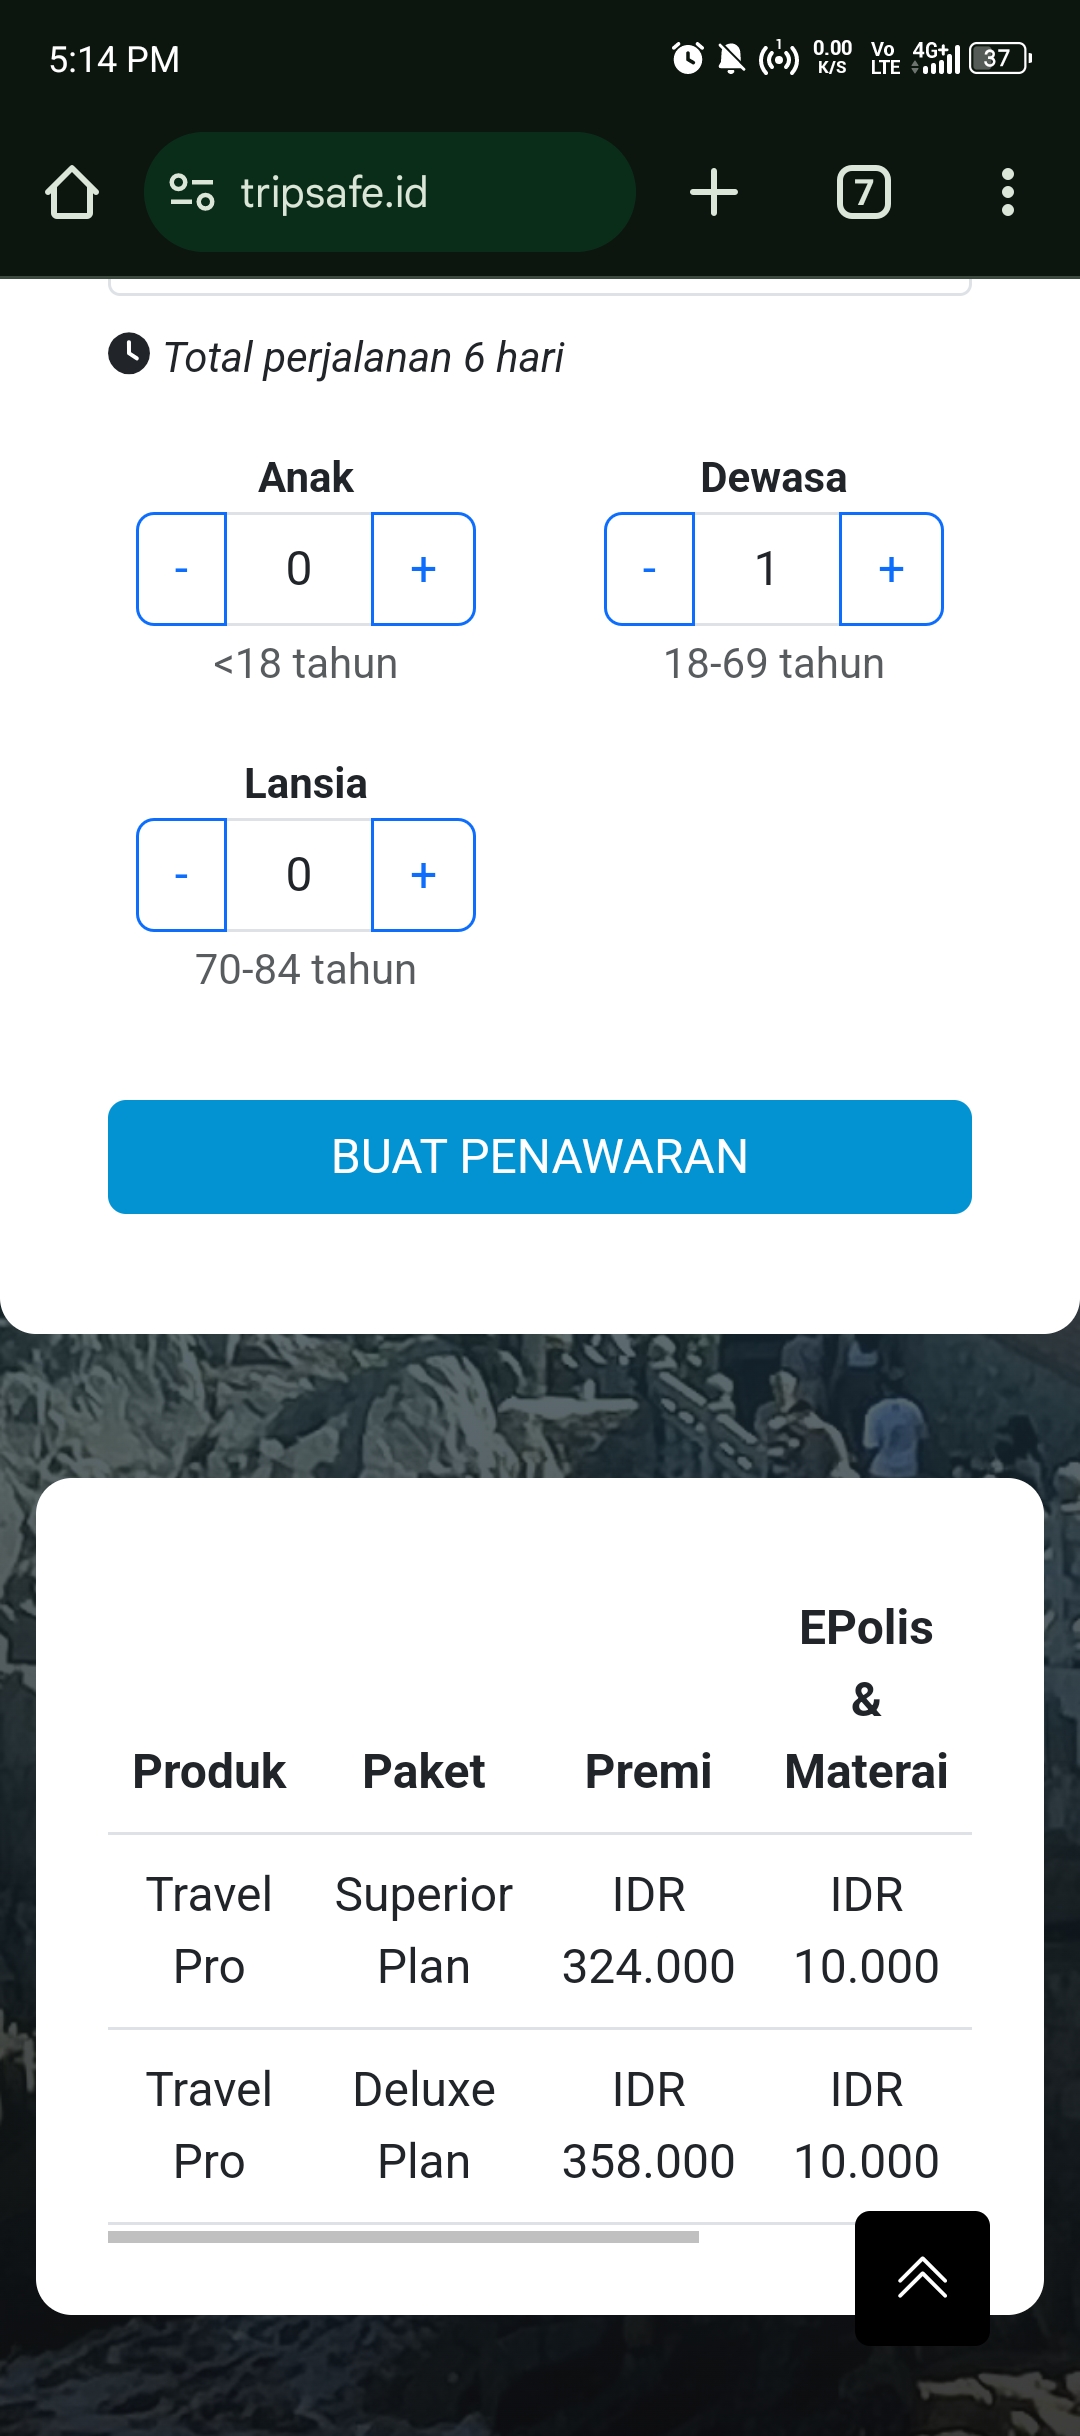 5:14 PM
1
0.00
K/S
Vo
LTE
4G+
37
tripsafe.id
7
Total perjalanan 6 hari
Anak
Dewasa
- 0 +
- 1 +
<18 tahun
18-69 tahun
Lansia
- 0 +
70-84 tahun
BUAT PENAWARAN
EPolis
&
Produk Paket Premi Materai
Travel Superior IDR IDR
Pro Plan 324.000 10.000
Travel Deluxe IDR IDR
Pro Plan 358.000 10.000